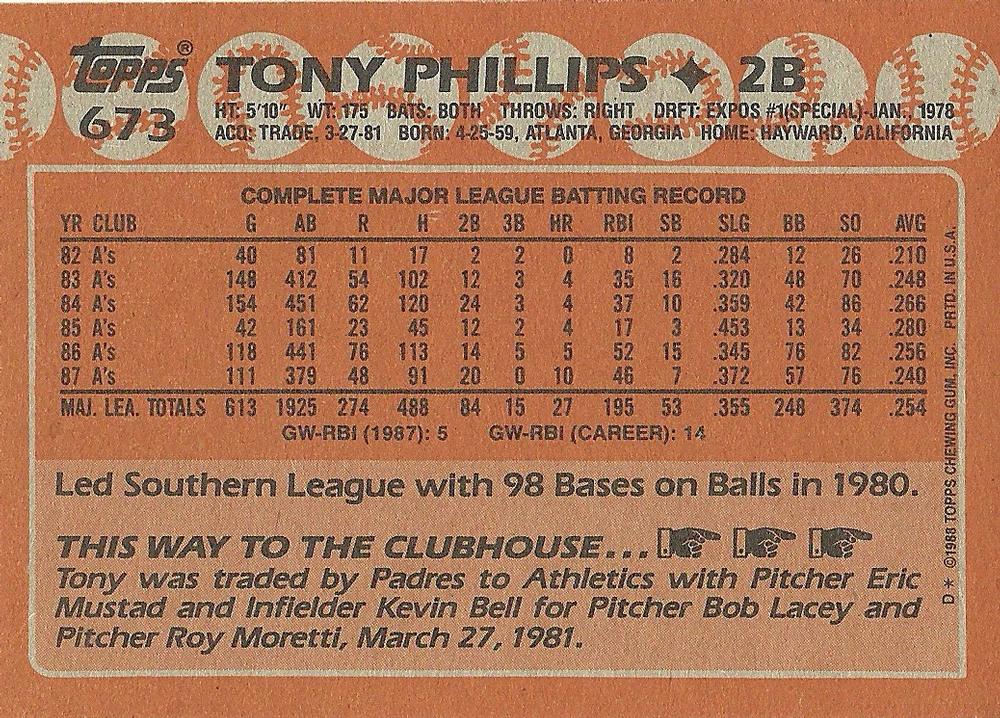 topps®
673
TONY PHILLIPS ✦ 2B
HT: 5'10" WT: 175 BATS: BOTH THROWS: RIGHT DRFT: EXPOS #1(SPECIAL)-JAN., 1978
ACQ: TRADE, 3-27-81 BORN: 4-25-59, ATLANTA, GEORGIA HOME: HAYWARD, CALIFORNIA
COMPLETE MAJOR LEAGUE BATTING RECORD
YR CLUB G AB R H 2B 3B HR RBI SB SLG BB SO AVG
82 A's 40 81 11 17 2 2 0 8 2 .284 12 26 .210
83 A's 148 412 54 102 12 3 4 35 16 .320 48 70 .248
84 A's 154 451 62 120 24 3 4 37 10 .359 42 86 .266
85 A's 42 161 23 45 12 2 4 17 3 .453 13 34 .280
86 A's 118 441 76 113 14 5 5 52 15 .345 76 82 .256
87 A's 111 379 48 91 20 0 10 46 7 .372 57 76 .240
MAJ. LEA. TOTALS 613 1925 274 488 84 15 27 195 53 .355 248 374 .254
GW-RBI (1987): 5 GW-RBI (CAREER): 14
Led Southern League with 98 Bases on Balls in 1980.
THIS WAY TO THE CLUBHOUSE...
Tony was traded by Padres to Athletics with Pitcher Eric
Mustad and Infielder Kevin Bell for Pitcher Bob Lacey and
Pitcher Roy Moretti, March 27, 1981.
D* ©1988 TOPPS CHEWING GUM, INC. PRTD. IN U.S.A.